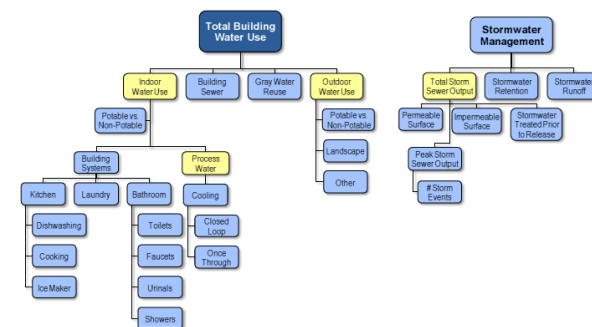 Total Building
Water Use
Stormwater
Management
Indoor
Water Use
Building
Sewer
Gray Water
Reuse
Outdoor
Water Use
Total Storm
Sewer Output
Stormwater
Retention
Stormwater
Runoff
Potable vs.
Non-Potable
Potable vs.
Non-Potable
Permeable
Surface
Impermeable
Surface
Stormwater
Treated Prior
to Release
Building
Systems
Process
Water
Landscape
Peak Storm
Sewer Output
Kitchen
Laundry
Bathroom
Cooling
Other
# Storm
Events
Dishwashing
Toilets
Closed
Loop
Cooking
Faucets
Once
Through
Ice Maker
Urinals
Showers